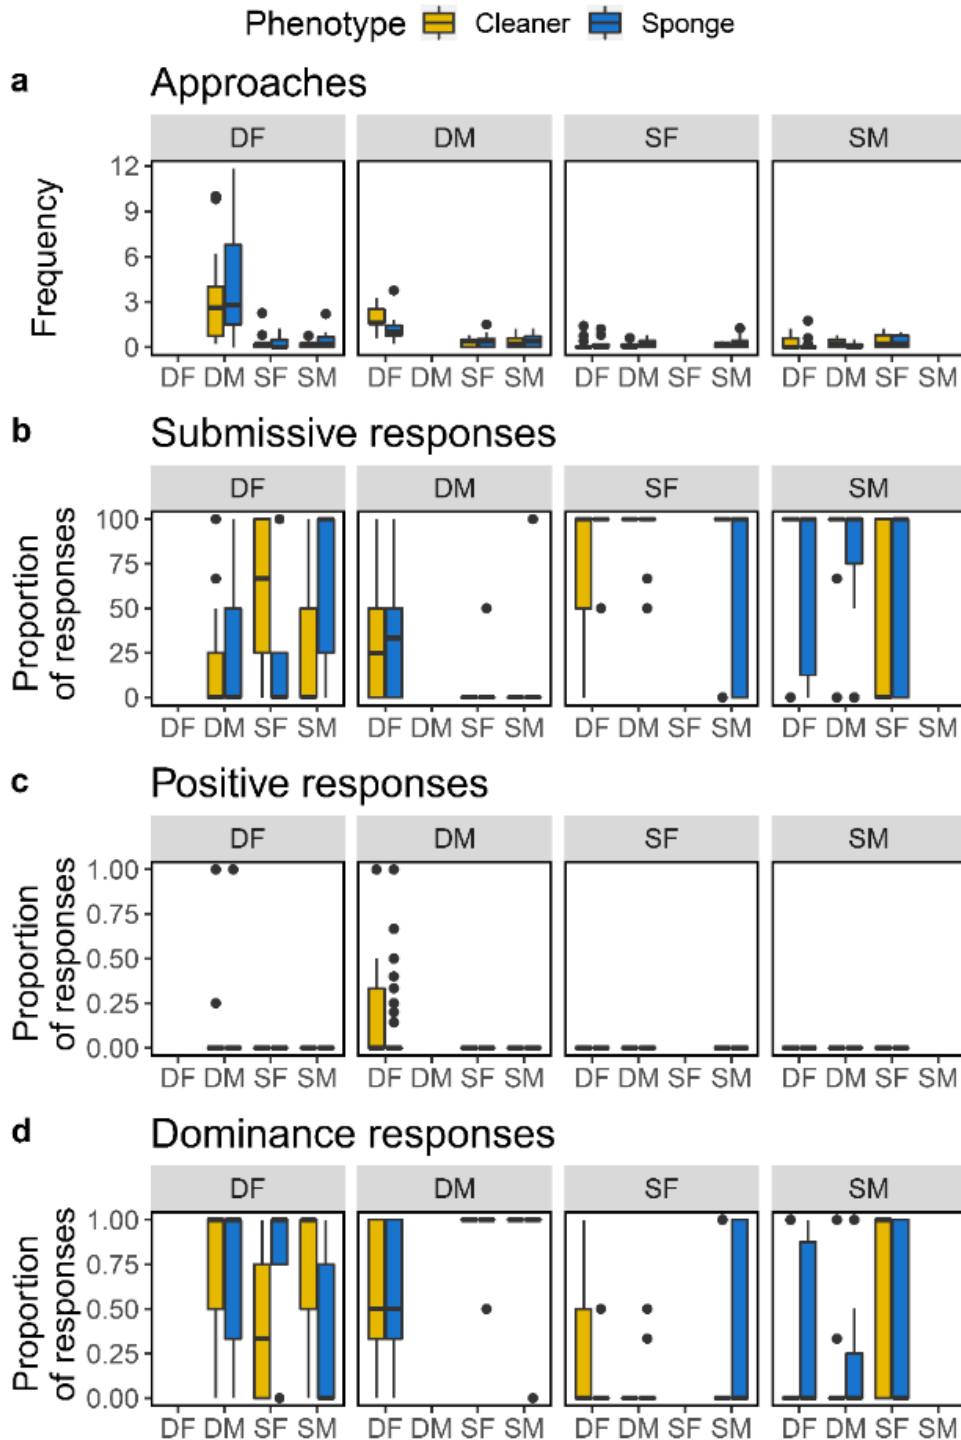 Phenotype Cleaner Sponge
a Approaches
DF DM SF SM
Frequency
12
9
6
3
0
DF DM SF SM DF DM SF SM DF DM SF SM DF DM SF SM
b Submissive responses
DF DM SF SM
Proportion
of responses
100
75
50
25
0
DF DM SF SM DF DM SF SM DF DM SF SM DF DM SF SM
c Positive responses
DF DM SF SM
Proportion
of responses
1.00
0.75
0.50
0.25
0.00
DF DM SF SM DF DM SF SM DF DM SF SM DF DM SF SM
d Dominance responses
DF DM SF SM
Proportion
of responses
1.00
0.75
0.50
0.25
0.00
DF DM SF SM DF DM SF SM DF DM SF SM DF DM SF SM